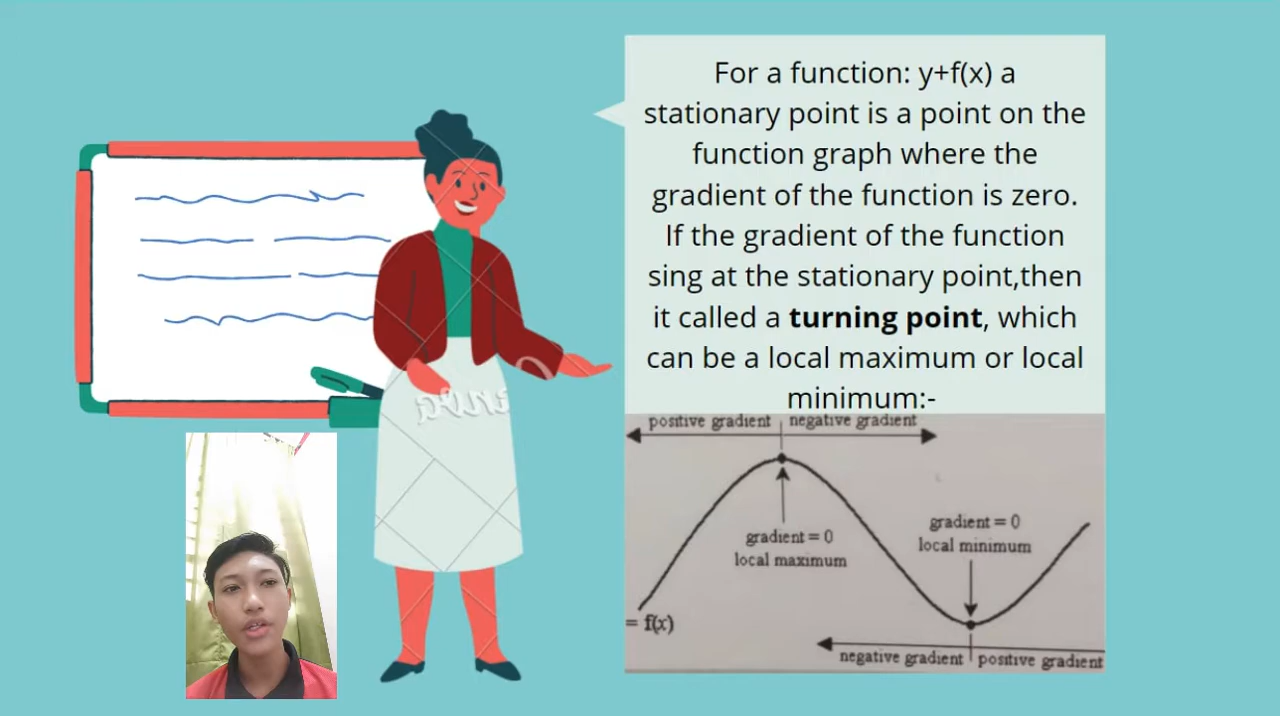 For a function: y+f(x) a
stationary point is a point on the
function graph where the
gradient of the function is zero.
If the gradient of the function
sing at the stationary point,then
it called a turning point, which
can be a local maximum or local
minimum:-
positive gradient negative gradient
gradient = 0
local maximum
gradient = 0
local minimum
= f(x)
negative gradient positive gradient